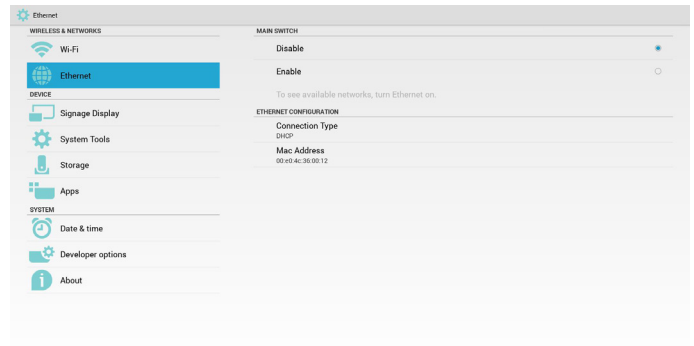 Ethernet
WIRELESS & NETWORKS
Wi-Fi
Ethernet
DEVICE
Signage Display
System Tools
Storage
Apps
SYSTEM
Date & time
Developer options
About
MAIN SWITCH
Disable
Enable
To see available networks, turn Ethernet on.
ETHERNET CONFIGURATION
Connection Type
DHCP
Mac Address
00:e0:4c:36:00:12